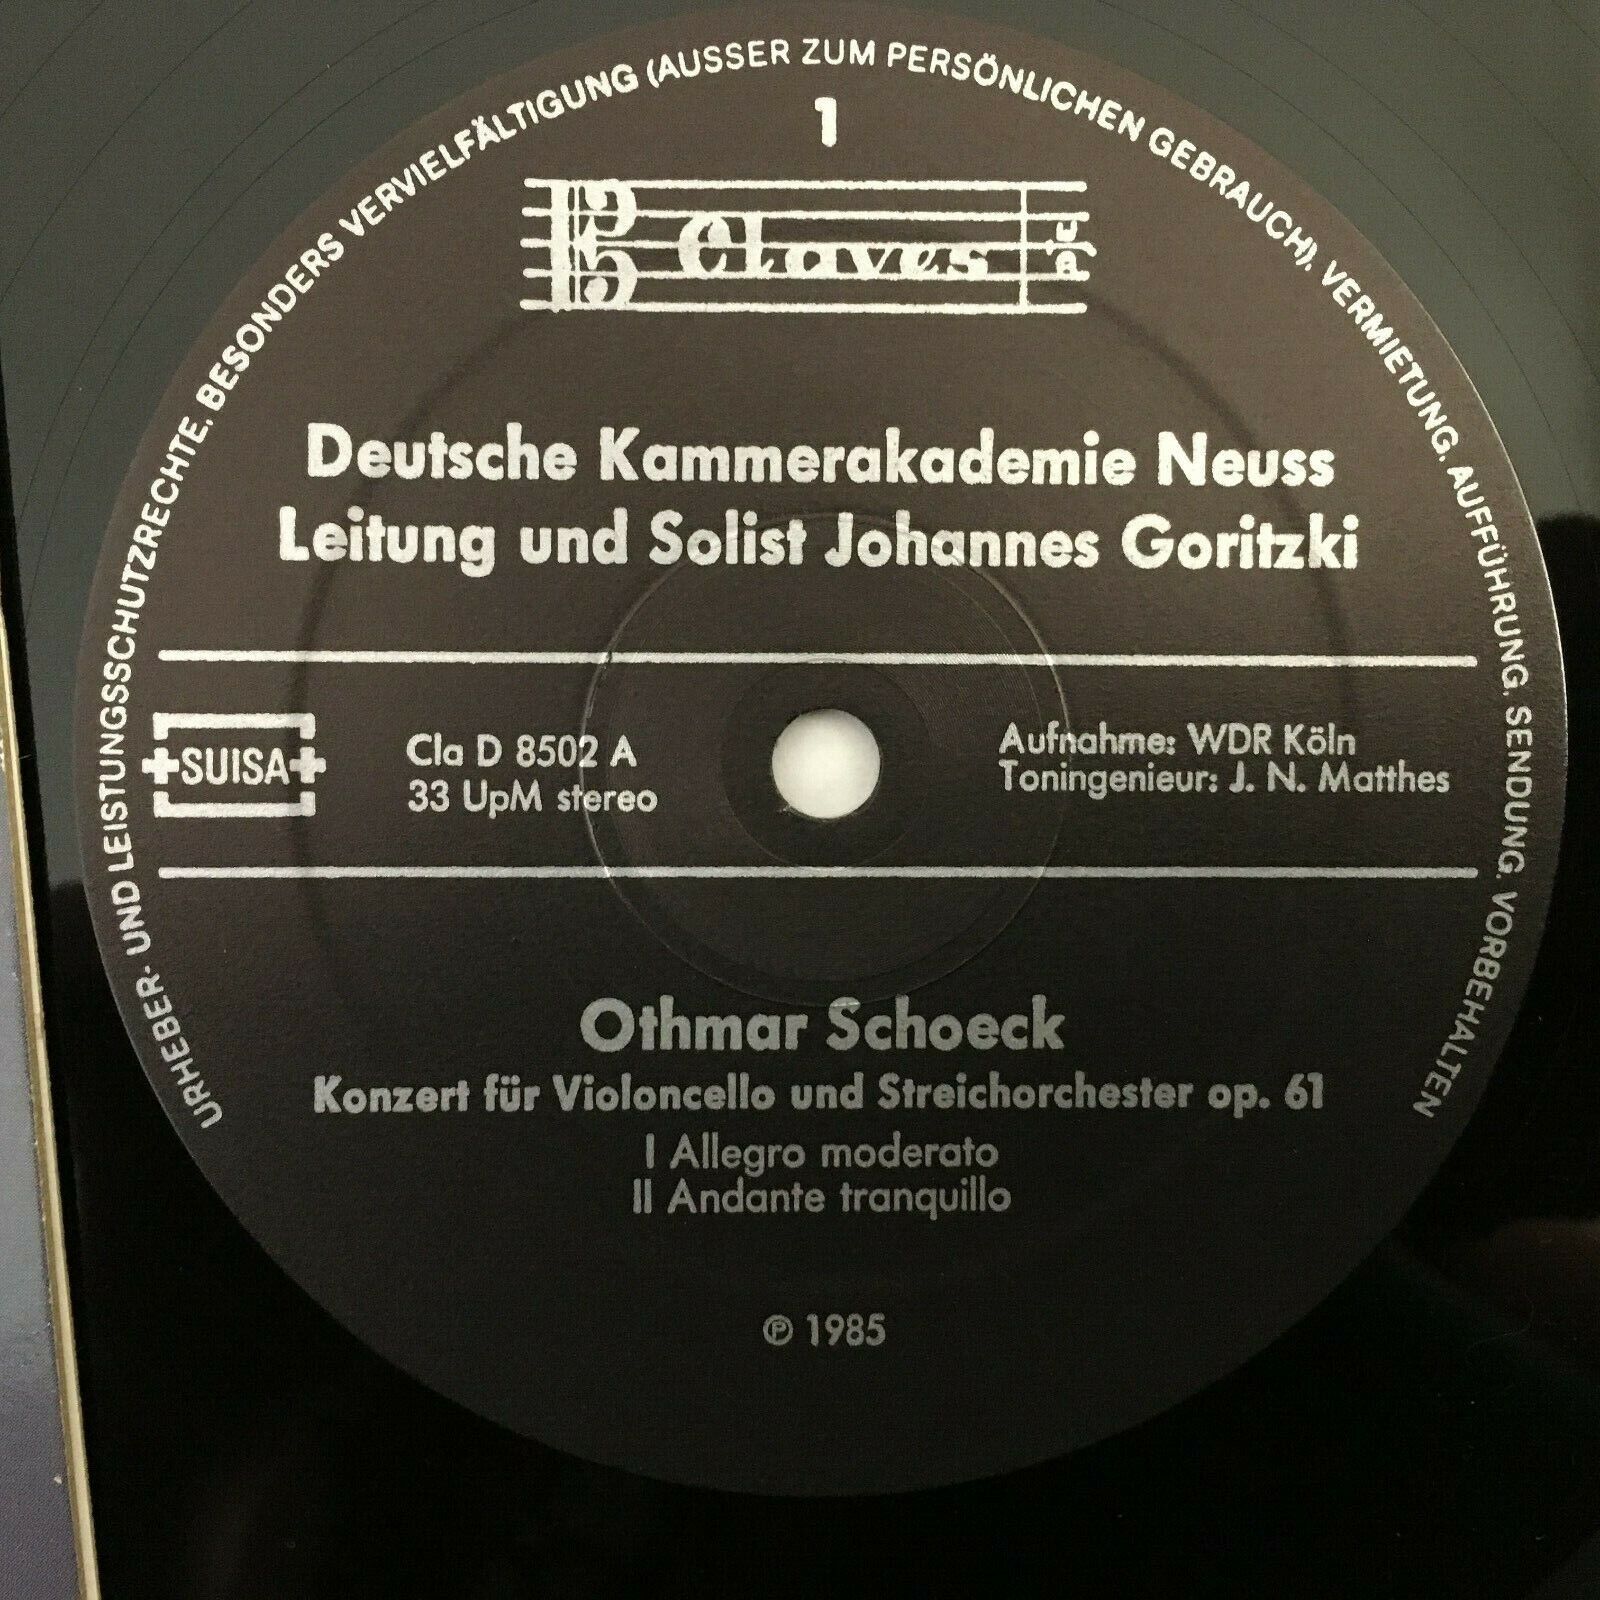 URHEBER- UND LEISTUNGSSCHUTZRECHTE, BESONDERS VERVIELFÄLTIGUNG (AUSSER ZUM PERSÖNLICHEN GEBRAUCH), VERMIETUNG, AUFFÜHRUNG, SENDUNG, VORBEHALTEN
1
Claves
Deutsche Kammerakademie Neuss
Leitung und Solist Johannes Goritzki
SUISA
Cla D 8502 A
33 UpM stereo
Aufnahme: WDR Köln
Toningenieur: J. N. Matthes
Othmar Schoeck
Konzert für Violoncello und Streichorchester op. 61
I Allegro moderato
II Andante tranquillo
℗ 1985